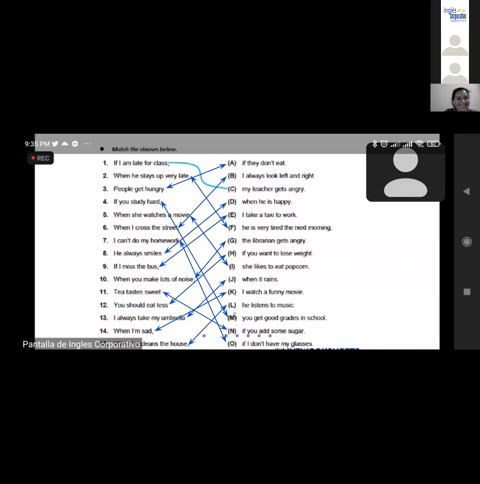 Inglés
Corporativo
9:35 PM
REC
Match the clauses below.
1. If I am late for class, (A) if they don't eat.
2. When he stays up very late, (B) I always look left and right
3. People get hungry (C) my teacher gets angry.
4. If you study hard, (D) when he is happy.
5. When she watches a movie, (E) I take a taxi to work.
6. When I cross the street (F) he is very tired the next morning.
7. I can't do my homework (G) the librarian gets angry
8. He always smiles (H) if you want to lose weight.
9. If I miss the bus, (I) she likes to eat popcorn.
10. When you make lots of noise, (J) when it rains.
11. Tea tastes sweet (K) I watch a funny movie.
12. You should eat less (L) he listens to music.
13. I always take my umbrella (M) you get good grades in school.
14. When I'm sad, (N) if you add some sugar.
cleans the house, (O) if I don't have my glasses.
Pantalla de Ingles Corporativo